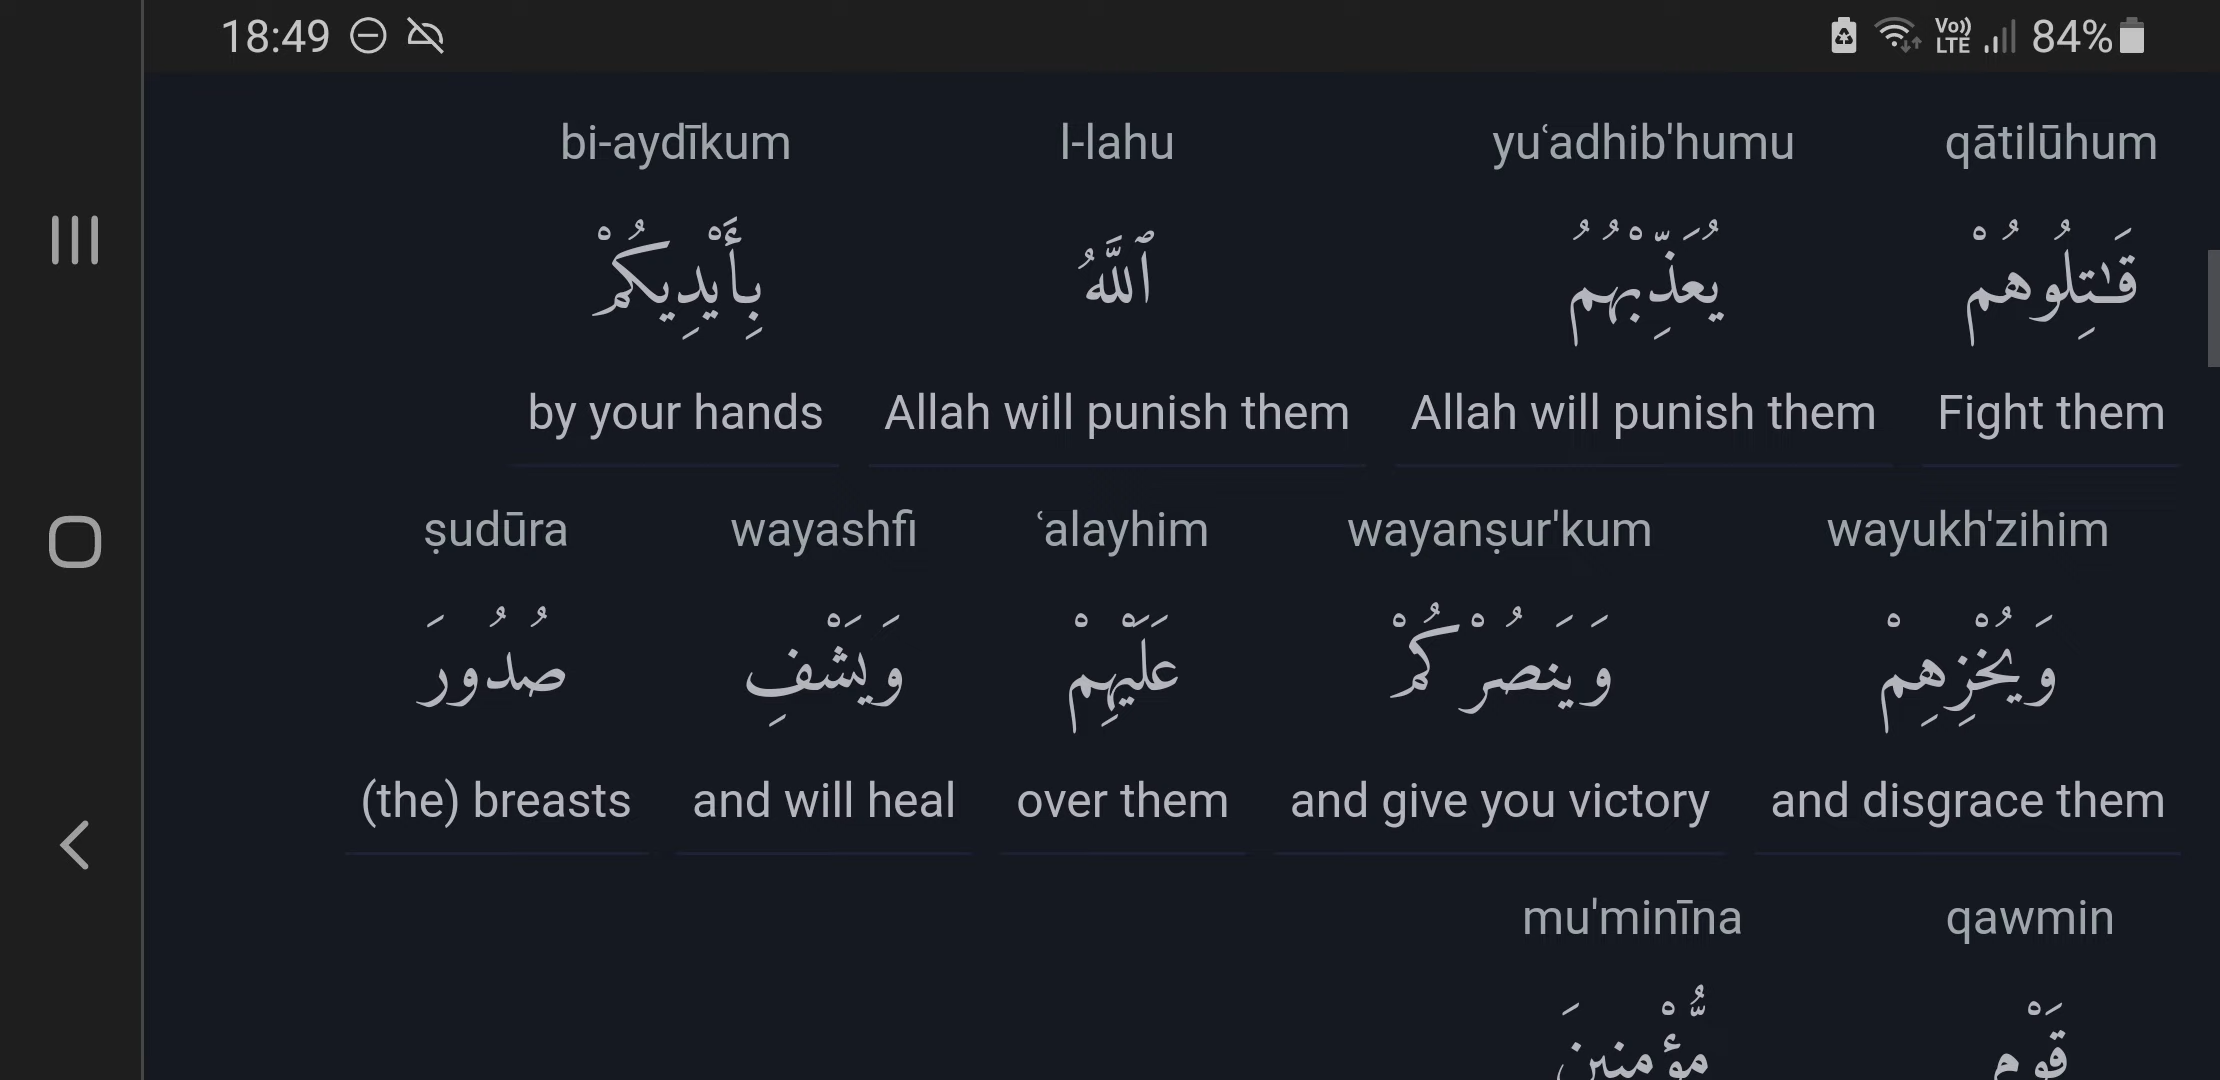 18:49 84%
qātilūhum yuʿadhib'humu l-lahu bi-aydīkum
قَـٰتِلُوهُمْ يُعَذِّبْهُمُ ٱللَّهُ بِأَيْدِيكُمْ
Fight them Allah will punish them Allah will punish them by your hands
wayukh'zihim wayanṣur'kum ʿalayhim wayashfi ṣudūra
وَيُخْزِهِمْ وَيَنصُرْكُمْ عَلَيْهِمْ وَيَشْفِ صُدُورَ
and disgrace them and give you victory over them and will heal (the) breasts
qawmin mu'minīna
قَوْمٍ مُّؤْمِنِينَ